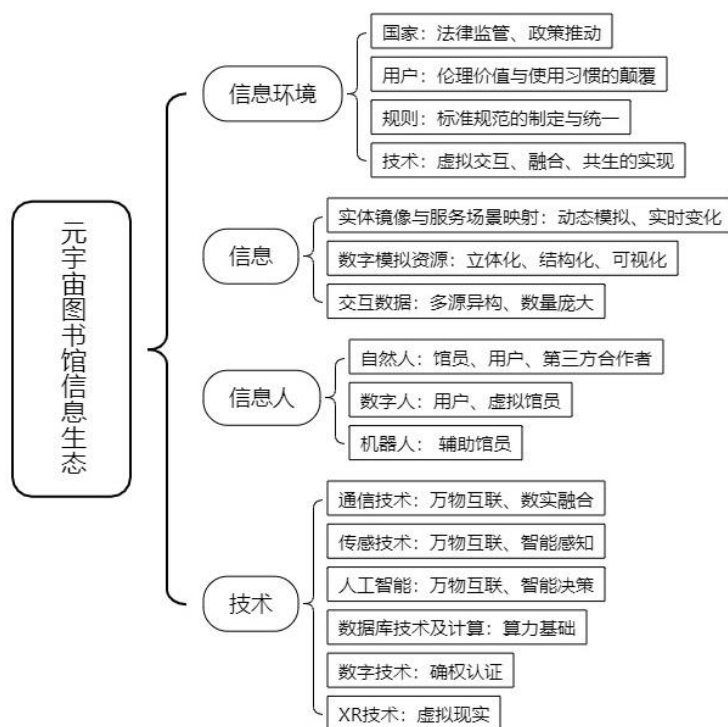 元宇宙图书馆信息生态
信息环境
国家：法律监管、政策推动
用户：伦理价值与使用习惯的颠覆
规则：标准规范的制定与统一
技术：虚拟交互、融合、共生的实现
信息
实体镜像与服务场景映射：动态模拟、实时变化
数字模拟资源：立体化、结构化、可视化
交互数据：多源异构、数量庞大
信息人
自然人：馆员、用户、第三方合作者
数字人：用户、虚拟馆员
机器人： 辅助馆员
技术
通信技术：万物互联、数实融合
传感技术：万物互联、智能感知
人工智能：万物互联、智能决策
数据库技术及计算：算力基础
数字技术：确权认证
XR技术：虚拟现实